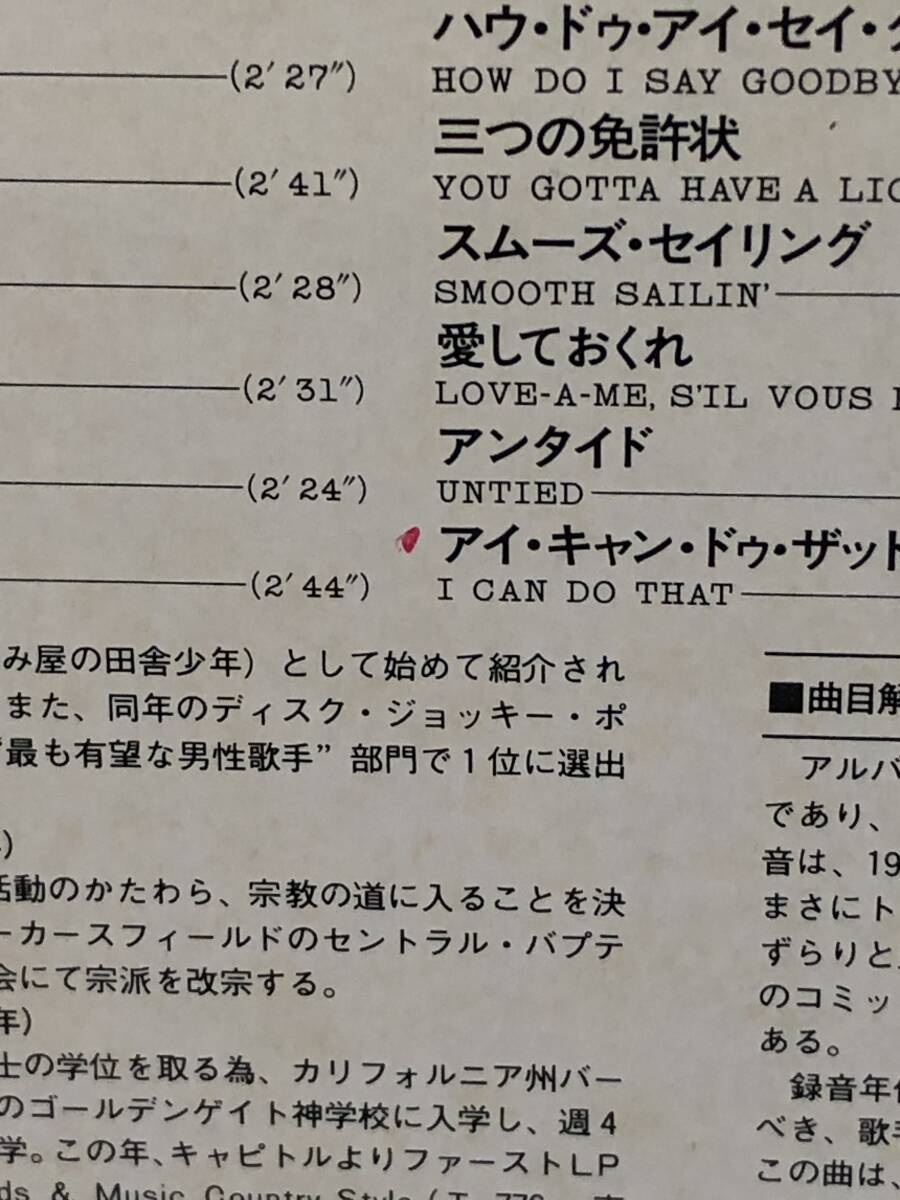 (2′27″)
(2′41″)
(2′28″)
(2′31″)
(2′24″)
(2′44″)
ハウ・ドゥ・アイ・セイ・
HOW DO I SAY GOODBY
三つの免許状
YOU GOTTA HAVE A LIC
スムーズ・セイリング
SMOOTH SAILIN'
愛しておくれ
LOVE-A-ME, S'IL VOUS
アンタイド
UNTIED
アイ・キャン・ドゥ・ザット
I CAN DO THAT
み屋の田舎少年）として始めて紹介され
また、同年のディスク・ジョッキー・ポ
“最も有望な男性歌手”部門で1位に選出
)
活動のかたわら、宗教の道に入ることを決
ーカースフィールドのセントラル・バプテ
会にて宗派を改宗する。
年)
士の学位を取る為、カリフォルニア州バー
のゴールデンゲイト神学校に入学し、週4
学。この年、キャピトルよりファーストLP
ds & Music Country Style (T-770
■曲目解
アルバ
であり、
音は、19
まさにト
ずらりと
のコミッ
ある。
録音年代
べき、歌手
この曲は、